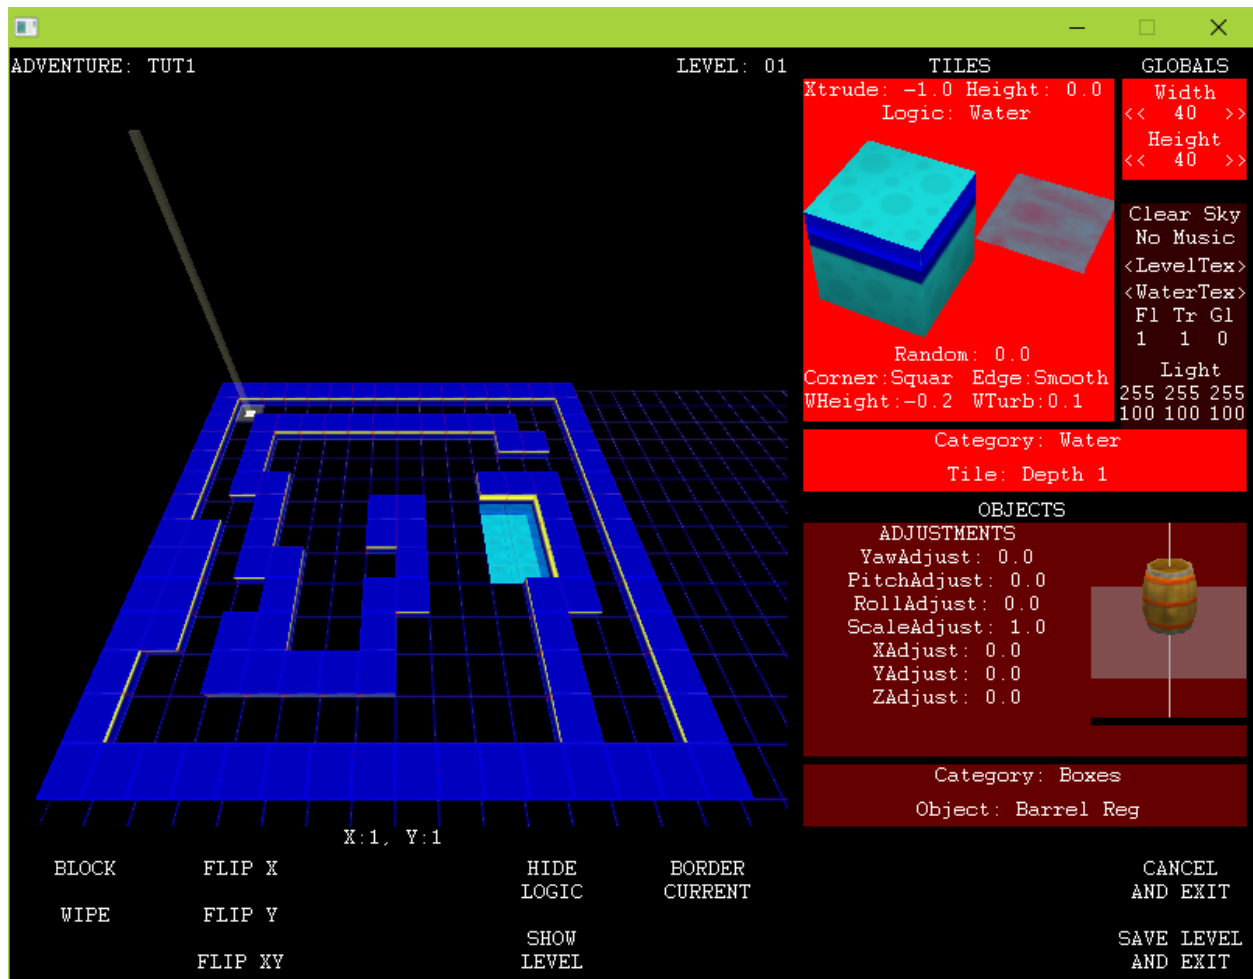 ADVENTURE: TUT1
LEVEL: 01
TILES
GLOBALS
Xtrude: -1.0 Height: 0.0
Logic: Water
Width
<< 40 >>
Height
<< 40 >>
Clear Sky
No Music
<LevelTex>
<WaterTex>
Fl Tr Gl
1 1 0
Light
255 255 255
100 100 100
Random: 0.0
Corner:Squar Edge:Smooth
WHeight:-0.2 WTurb:0.1
Category: Water
Tile: Depth 1
OBJECTS
ADJUSTMENTS
YawAdjust: 0.0
PitchAdjust: 0.0
RollAdjust: 0.0
ScaleAdjust: 1.0
XAdjust: 0.0
YAdjust: 0.0
ZAdjust: 0.0
Category: Boxes
Object: Barrel Reg
X:1, Y:1
BLOCK
WIPE
FLIP X
FLIP Y
FLIP XY
HIDE
LOGIC
SHOW
LEVEL
BORDER
CURRENT
CANCEL
AND EXIT
SAVE LEVEL
AND EXIT